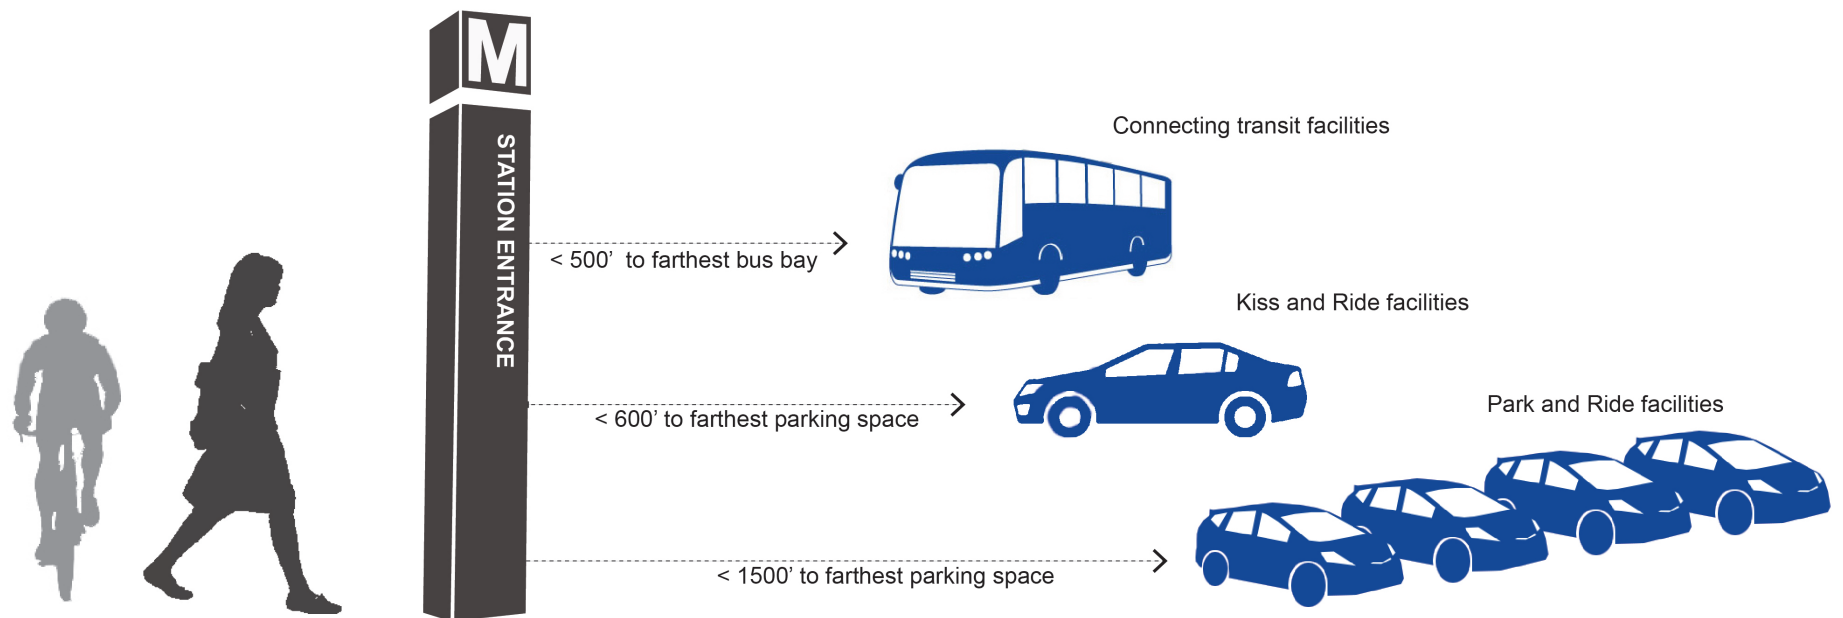 M
STATION ENTRANCE
Connecting transit facilities
< 500’ to farthest bus bay
Kiss and Ride facilities
< 600’ to farthest parking space
Park and Ride facilities
< 1500’ to farthest parking space